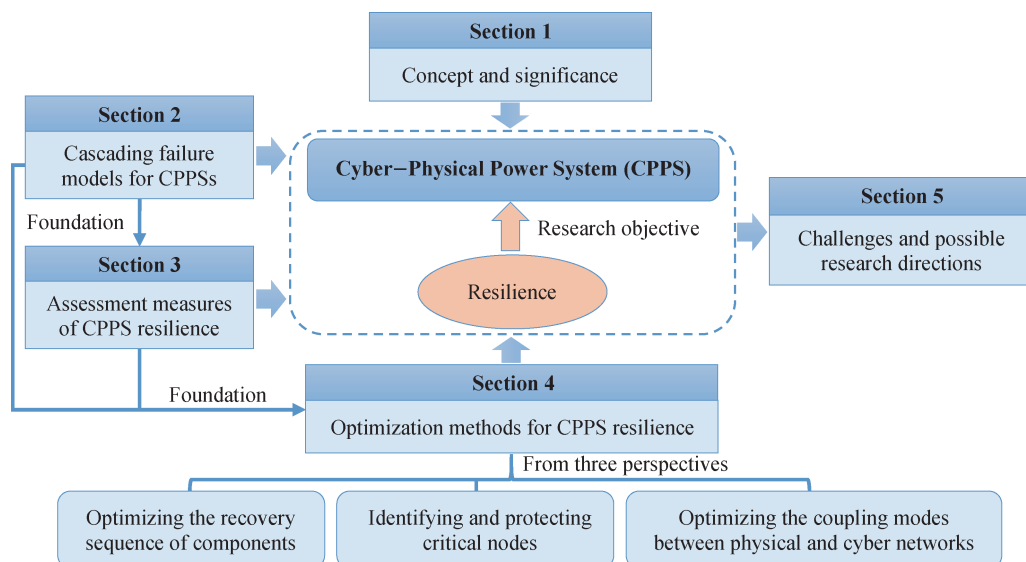 Section 1
Concept and significance
Section 2
Cascading failure
models for CPPSs
Foundation
Section 3
Assessment measures
of CPPS resilience
Cyber−Physical Power System (CPPS)
Research objective
Resilience
Section 5
Challenges and possible
research directions
Foundation
Section 4
Optimization methods for CPPS resilience
From three perspectives
Optimizing the recovery
sequence of components
Identifying and protecting
critical nodes
Optimizing the coupling modes
between physical and cyber networks